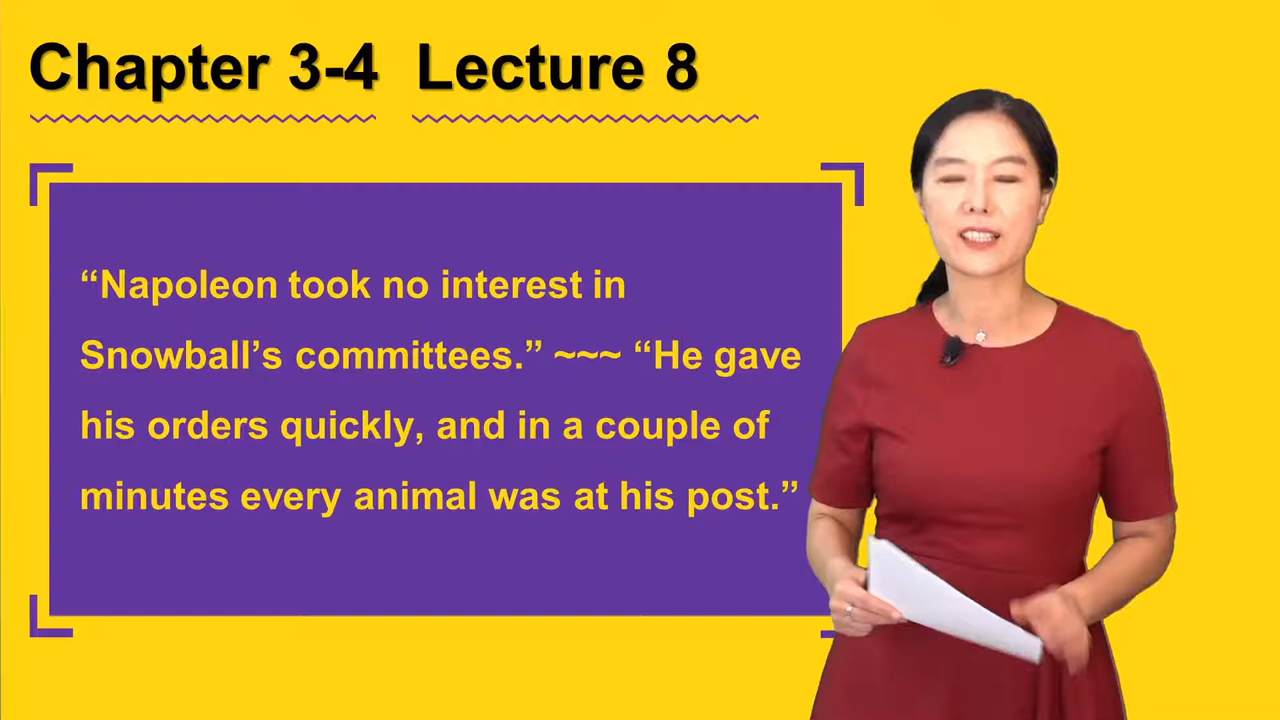 Chapter 3-4 Lecture 8
“Napoleon took no interest in
Snowball’s committees.” ~~~ “He gave
his orders quickly, and in a couple of
minutes every animal was at his post.”